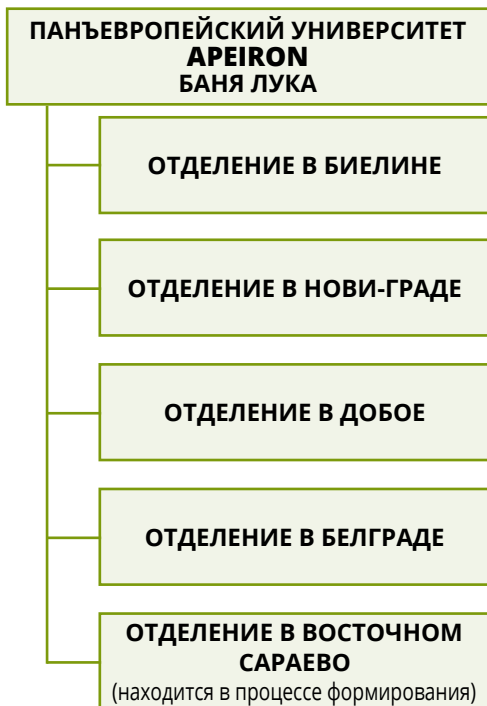 ПАНЪЕВРОПЕЙСКИЙ УНИВЕРСИТЕТ
APEIRON
БАНЯ ЛУКА
ОТДЕЛЕНИЕ В БИЕЛИНЕ
ОТДЕЛЕНИЕ В НОВИ-ГРАДЕ
ОТДЕЛЕНИЕ В ДОБОЕ
ОТДЕЛЕНИЕ В БЕЛГРАДЕ
ОТДЕЛЕНИЕ В ВОСТОЧНОМ
САРАЕВО
(находится в процессе формирования)